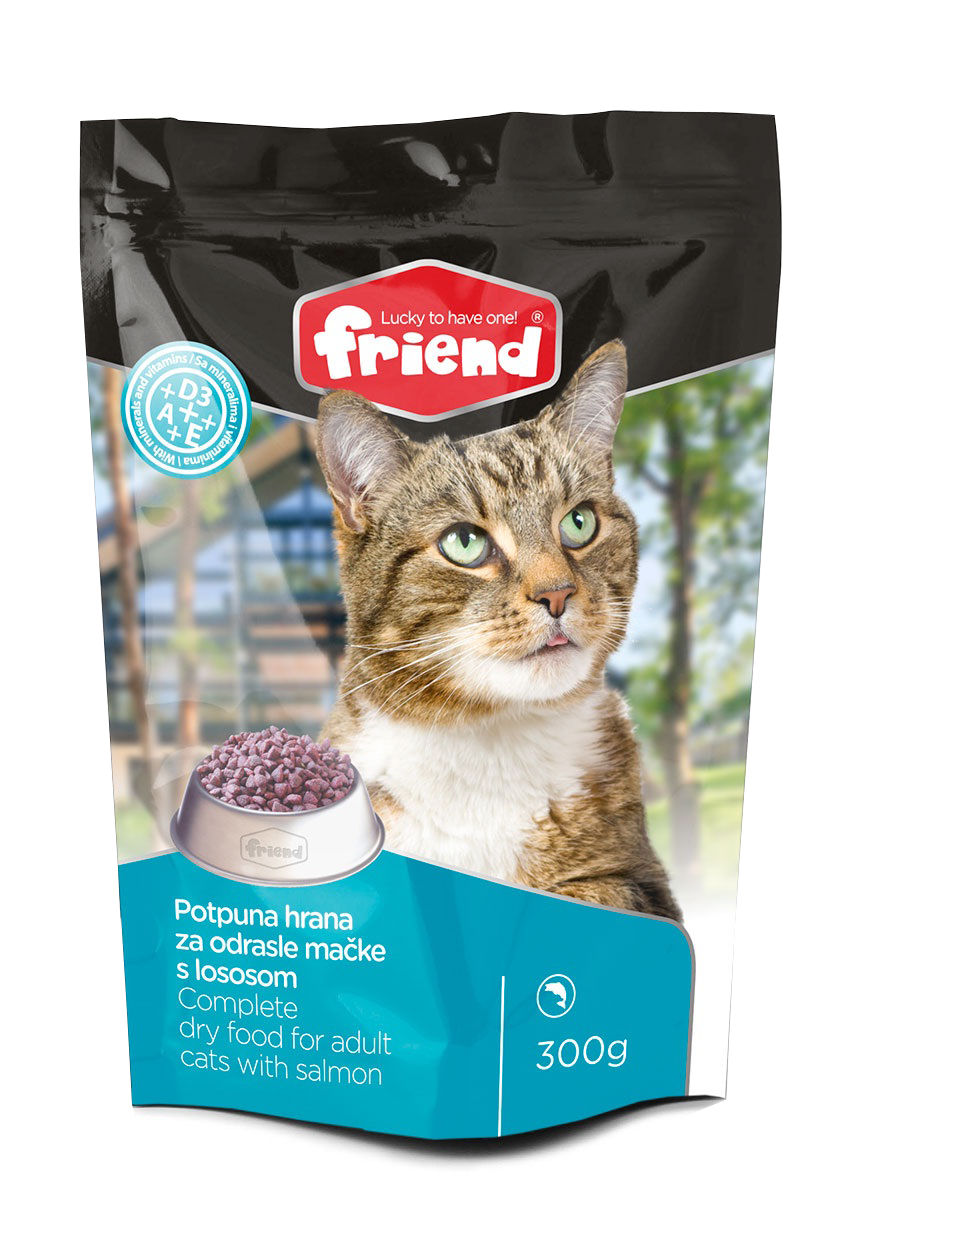 Lucky to have one! ®
friend
With minerals and vitamins / Sa mineralima i vitaminima \
+ D3
A + +
+ E
friend
Potpuna hrana
za odrasle mačke
s lososom
Complete
dry food for adult
cats with salmon
300g